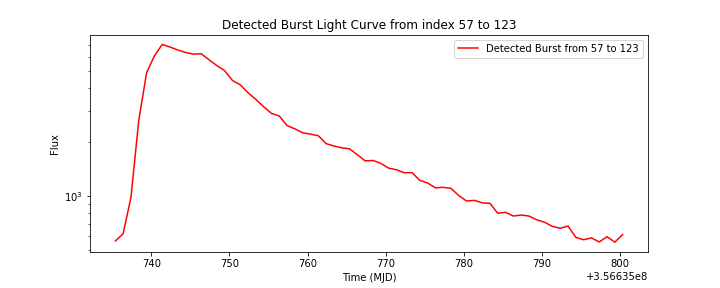 Detected Burst Light Curve from index 57 to 123
Detected Burst from 57 to 123
Flux
10³
740 750 760 770 780 790 800
Time (MJD)
+3.56635e8